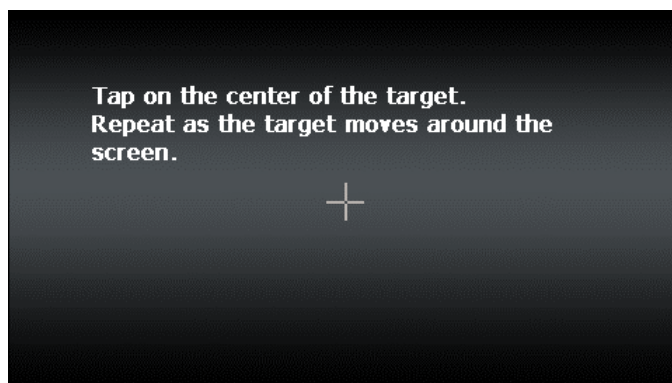 Tap on the center of the target.
Repeat as the target moves around the
screen.